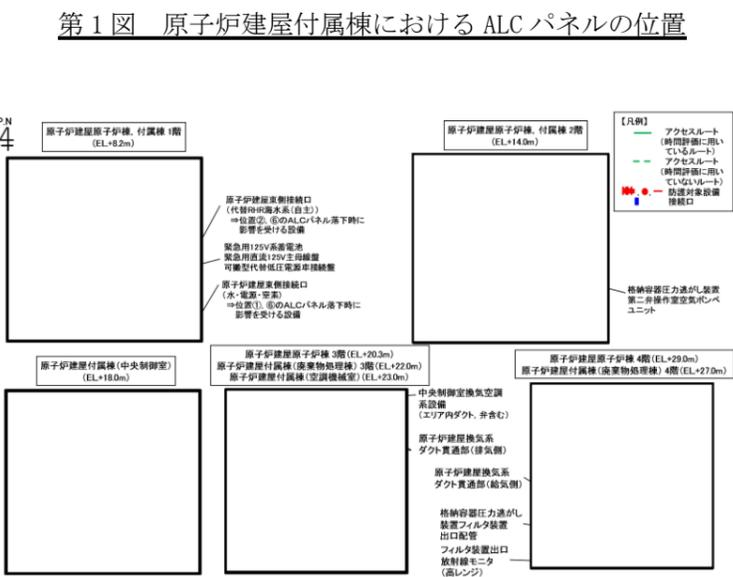 第1図　原子炉建屋付属棟における ALC パネルの位置
P.N
原子炉建屋原子炉棟，付属棟 1階
(EL.+8.2m)
原子炉建屋東側接続口
(代替RHR海水系(自主))
⇒位置②，⑥のALCパネル落下時に
影響を受ける設備
緊急用125V系蓄電池
緊急用直流125V主母線盤
可搬型代替低圧電源車接続盤
原子炉建屋東側接続口
(水・電源・窒素)
⇒位置①，⑥のALCパネル落下時に
影響を受ける設備
原子炉建屋原子炉棟，付属棟 2階
(EL.+14.0m)
格納容器圧力逃がし装置
第二弁操作室空気ボンベ
ユニット
【凡例】
アクセスルート
(時間評価に用い
ているルート)
アクセスルート
(時間評価に用い
ていないルート)
防護対象設備
接続口
原子炉建屋付属棟(中央制御室)
(EL.+18.0m)
原子炉建屋原子炉棟 3階(EL.+20.3m)
原子炉建屋付属棟(廃棄物処理棟) 3階(EL.+22.0m)
原子炉建屋付属棟(空調機械室)(EL.+23.0m)
中央制御室換気空調
系設備
(エリア内ダクト，弁含む)
原子炉建屋換気系
ダクト貫通部(排気側)
原子炉建屋原子炉棟 4階(EL.+29.0m)
原子炉建屋付属棟(廃棄物処理棟) 4階(EL.+27.0m)
原子炉建屋換気系
ダクト貫通部(給気側)
格納容器圧力逃がし
装置フィルタ装置
出口配管
フィルタ装置出口
放射線モニタ
(高レンジ)